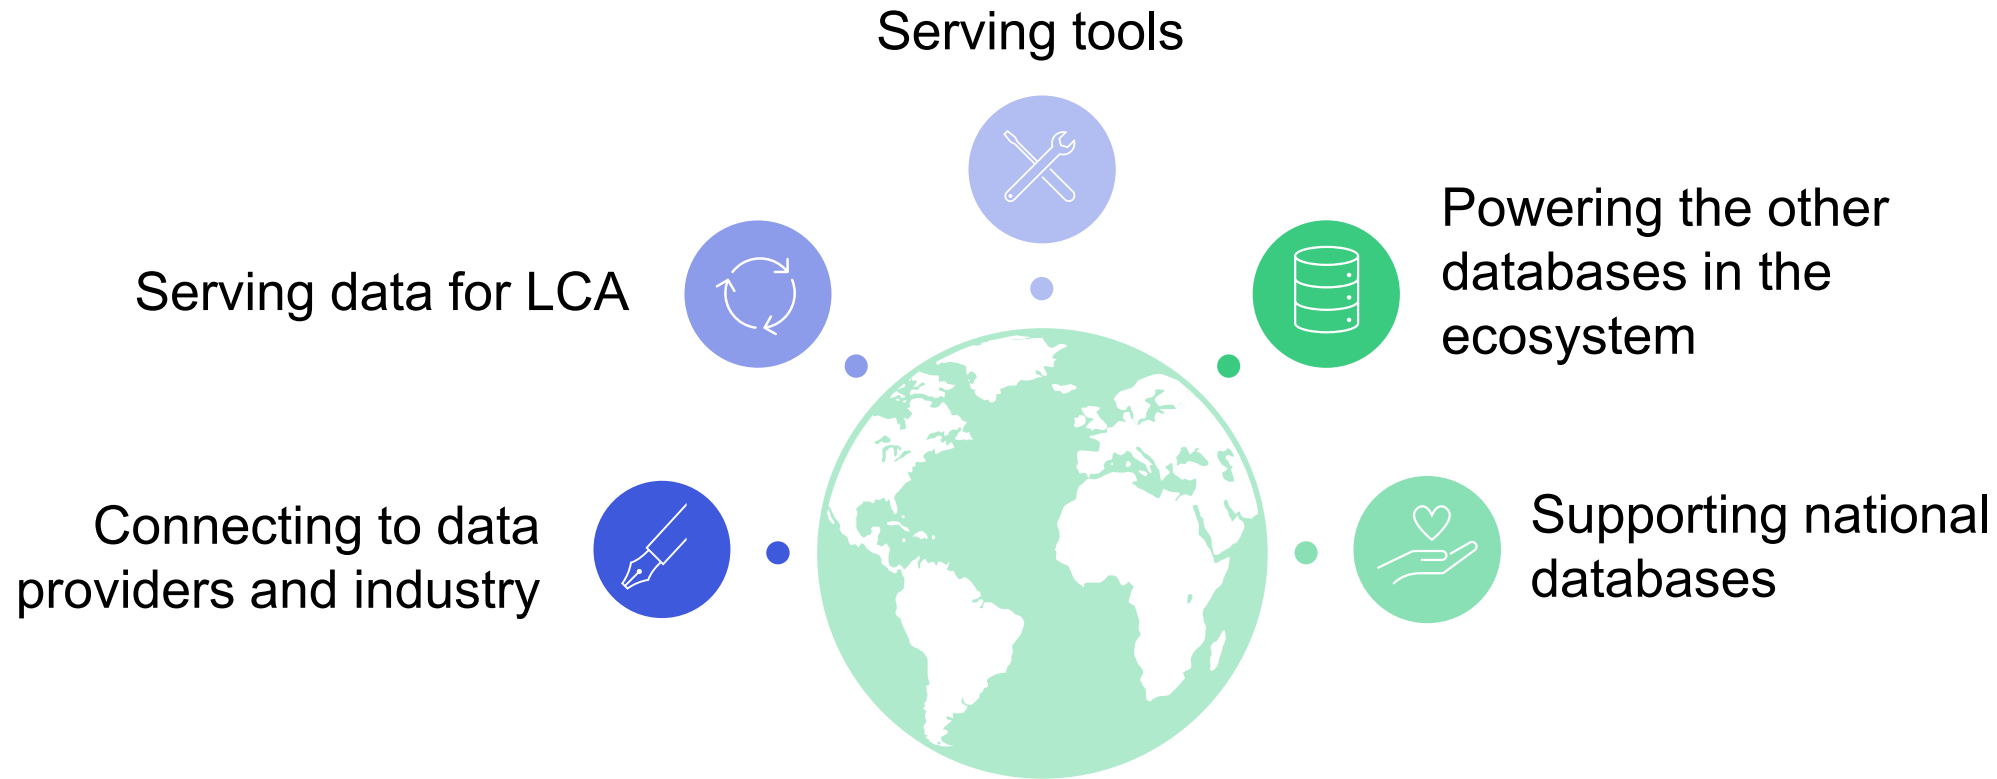 Serving tools
Serving data for LCA
Powering the other
databases in the
ecosystem
Connecting to data
providers and industry
Supporting national
databases